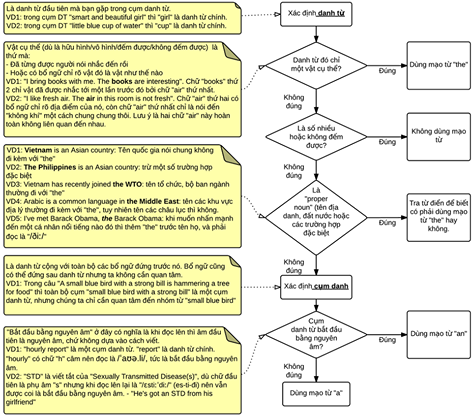 Là danh từ đầu tiên mà bạn gặp trong cụm danh từ.
VD1: trong cụm DT "smart and beautiful girl" thì "girl" là danh từ chính.
VD2: trong cụm DT "little blue cup of water" thì "cup" là danh từ chính.
Xác định danh từ
Vật cụ thể (dù là hữu hình/vô hình/đếm được/không đếm được) là
thứ mà:
- Đã từng được người nói nhắc đến rồi
- Hoặc có bổ ngữ chỉ rõ vật đó là vật như thế nào
VD1: "I bring books with me. The books are interesting". Chữ "books" thứ
2 chỉ vật đã được nhắc tới một lần trước đó bởi chữ "air" thứ nhất.
VD2: "I like fresh air. The air in this room is not fresh". Chữ "air" thứ hai có
bổ ngữ chỉ rõ địa điểm của nó, còn chữ "air" thứ nhất chỉ là nói đến
"không khí" một cách chung chung thôi. Lưu ý là hai chữ "air" này hoàn
toàn không liên quan đến nhau.
Danh từ đó chỉ
một vật cụ thể?
Đúng
Dùng mạo từ "the"
Không
đúng
Là số nhiều
hoặc không đếm
được?
Đúng
Không dùng mạo
từ
Không
đúng
VD1: Vietnam is an Asian country: Tên quốc gia nói chung không
đi kèm với "the"
VD2: The Philippines is an Asian country: trừ một số trường hợp
đặc biệt
VD3: Vietnam has recently joined the WTO: tên tổ chức, bộ ban ngành
thường đi với "the"
VD4: Arabic is a common language in the Middle East: tên các khu vực
địa lý thường đi kèm với "the", tuy nhiên tên các châu lục thì không.
VD5: I've met Barack Obama, the Barack Obama: khi muốn nhấn mạnh
đến một cá nhân nổi tiếng nào đó thì thêm "the" trước tên họ, và phải
đọc là "/ði:/"
Là
"proper
noun" (tên địa
danh, đất nước hoặc
các trường hợp
đặc biệt
Đúng
Tra từ điển để biết
có phải dùng mạo
từ "the" hay
không.
Không
đúng
Là danh từ cộng với toàn bộ các bổ ngữ đứng trước nó. Bổ ngữ cũng
có thể đứng sau danh từ nhưng ta không cần quan tâm.
VD1: Trong câu "A small blue bird with a strong bill is hammering a tree
for food" thì toàn bộ cụm "small blue bird with a strong bill" là một cụm
danh từ, nhưng chúng ta chỉ cần quan tâm đến nhóm từ "small blue bird"
Xác định cụm danh
từ
"Bắt đầu bằng nguyên âm" ở đây có nghĩa là khi đọc lên thì âm đầu
tiên là nguyên âm, chứ không dựa vào cách viết.
VD1: "hourly report" là một cụm danh từ. "report" là danh từ chính.
"hourly" có chữ "h" câm nên đọc là /ˈaʊə.li/, tức là bắt đầu bằng nguyên
âm.
VD2: "STD" là viết tắt của "Sexually Transmitted Disease(s)", dù chữ đầu
tiên là phụ âm "s" nhưng khi đọc lên lại là "/ɛstiːˈdiː/ (es-ti-đi) nên vẫn
được coi là bắt đầu bằng nguyên âm. - "He's got an STD from his
girlfriend"
Cụm
danh từ bắt đầu
bằng nguyên
âm?
Đúng
Dùng mạo từ "an"
Không
đúng
Dùng mạo từ "a"